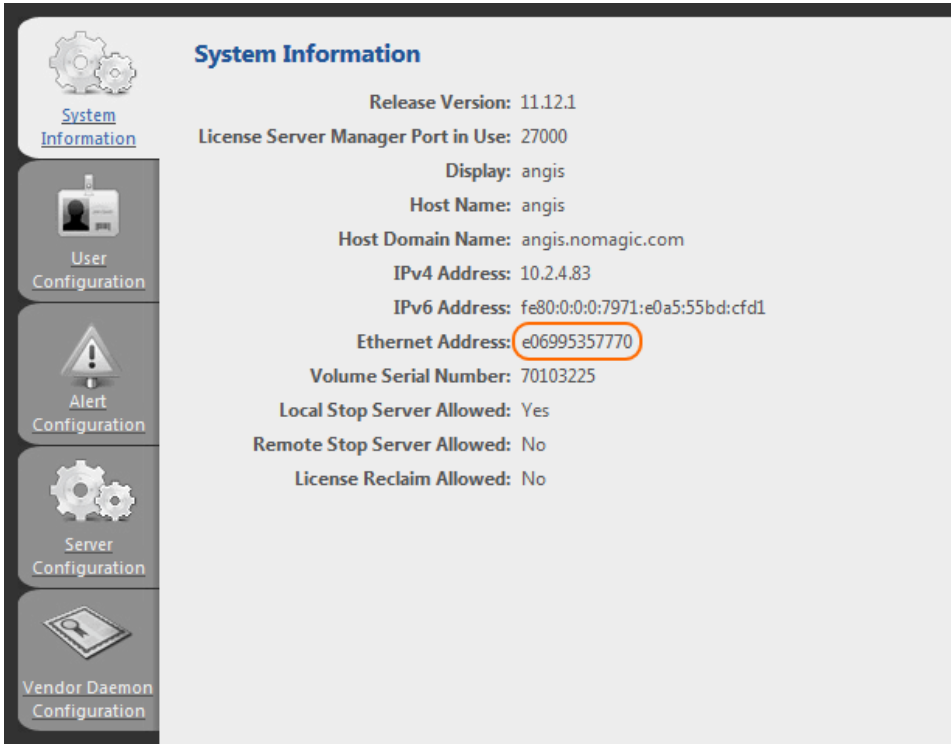 System Information
System
Information
Release Version: 11.12.1
License Server Manager Port in Use: 27000
Display: angis
Host Name: angis
Host Domain Name: angis.nomagic.com
IPv4 Address: 10.2.4.83
IPv6 Address: fe80:0:0:0:7971:e0a5:55bd:cfd1
Ethernet Address: e06995357770
Volume Serial Number: 70103225
Local Stop Server Allowed: Yes
Remote Stop Server Allowed: No
License Reclaim Allowed: No
User
Configuration
Alert
Configuration
Server
Configuration
Vendor Daemon
Configuration